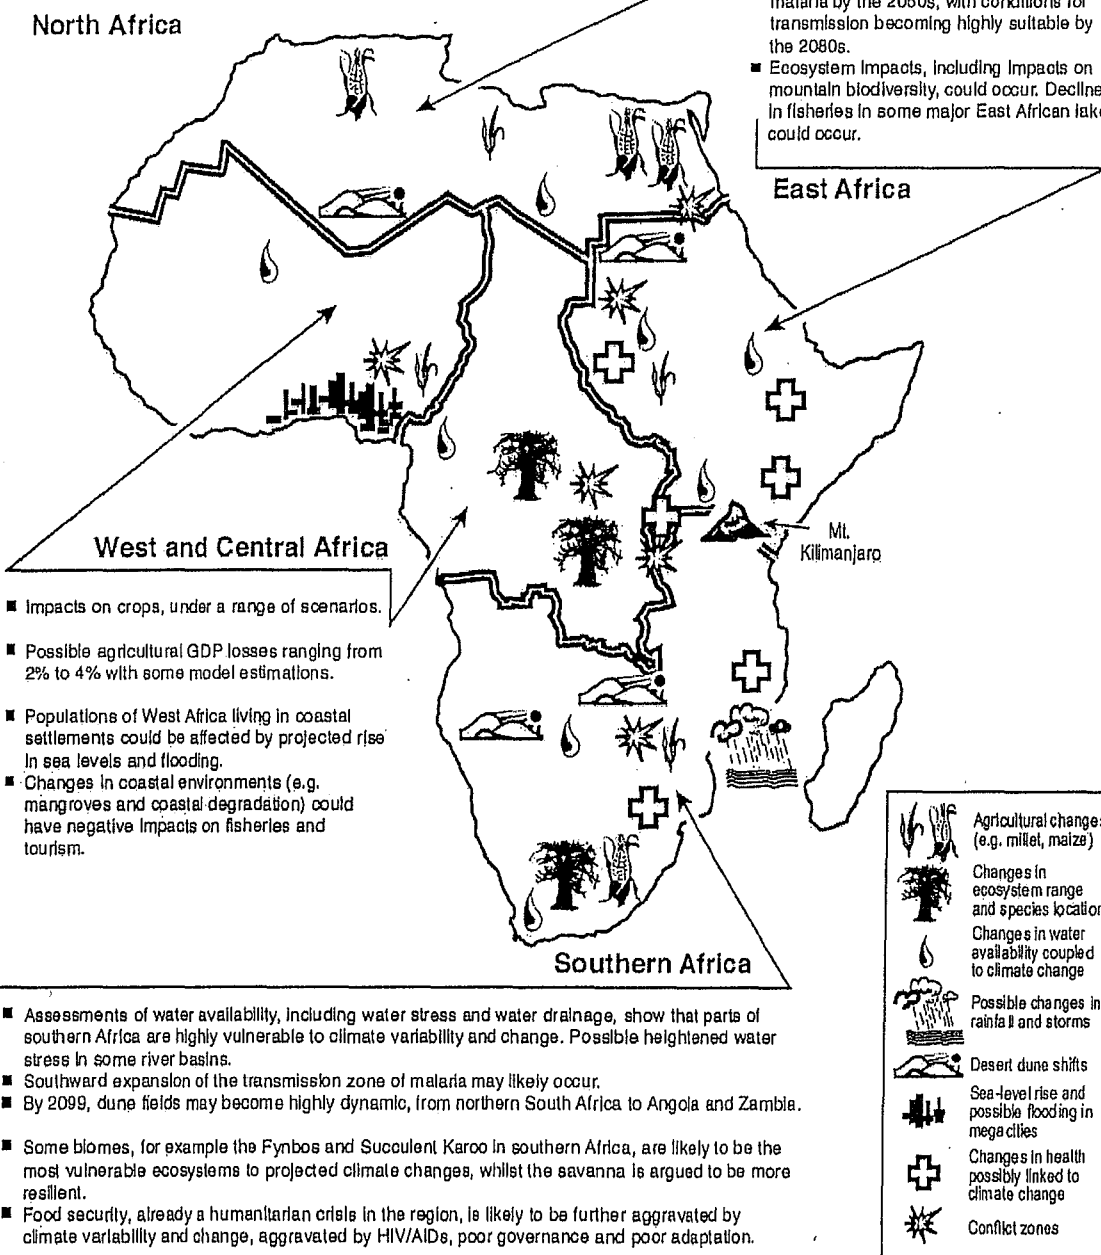 North Africa
malaria by the 2050s, with conditions for
transmission becoming highly suitable by
the 2080s.
■ Ecosystem Impacts, including impacts on
mountain biodiversity, could occur. Decline
in fisheries in some major East African lak
could occur.
East Africa
Mt.
Kilimanjaro
West and Central Africa
■ Impacts on crops, under a range of scenarios.
■ Possible agricultural GDP losses ranging from
2% to 4% with some model estimations.
■ Populations of West Africa living in coastal
settlements could be affected by projected rise
in sea levels and flooding.
■ Changes in coastal environments (e.g.
mangroves and coastal degradation) could
have negative impacts on fisheries and
tourism.
Southern Africa
■ Assessments of water availability, including water stress and water drainage, show that parts of
southern Africa are highly vulnerable to climate variability and change. Possible heightened water
stress in some river basins.
■ Southward expansion of the transmission zone of malaria may likely occur.
■ By 2099, dune fields may become highly dynamic, from northern South Africa to Angola and Zambia.
■ Some biomes, for example the Fynbos and Succulent Karoo in southern Africa, are likely to be the
most vulnerable ecosystems to projected climate changes, whilst the savanna is argued to be more
resilient.
■ Food security, already a humanitarian crisis in the region, is likely to be further aggravated by
climate variability and change, aggravated by HIV/AIDs, poor governance and poor adaptation.
Agricultural change
(e.g. millet, maize)
Changes in
ecosystem range
and species location
Changes in water
availability coupled
to climate change
Possible changes in
rainfall and storms
Desert dune shifts
Sea-level rise and
possible flooding in
megacities
Changes in health
possibly linked to
climate change
Conflict zones